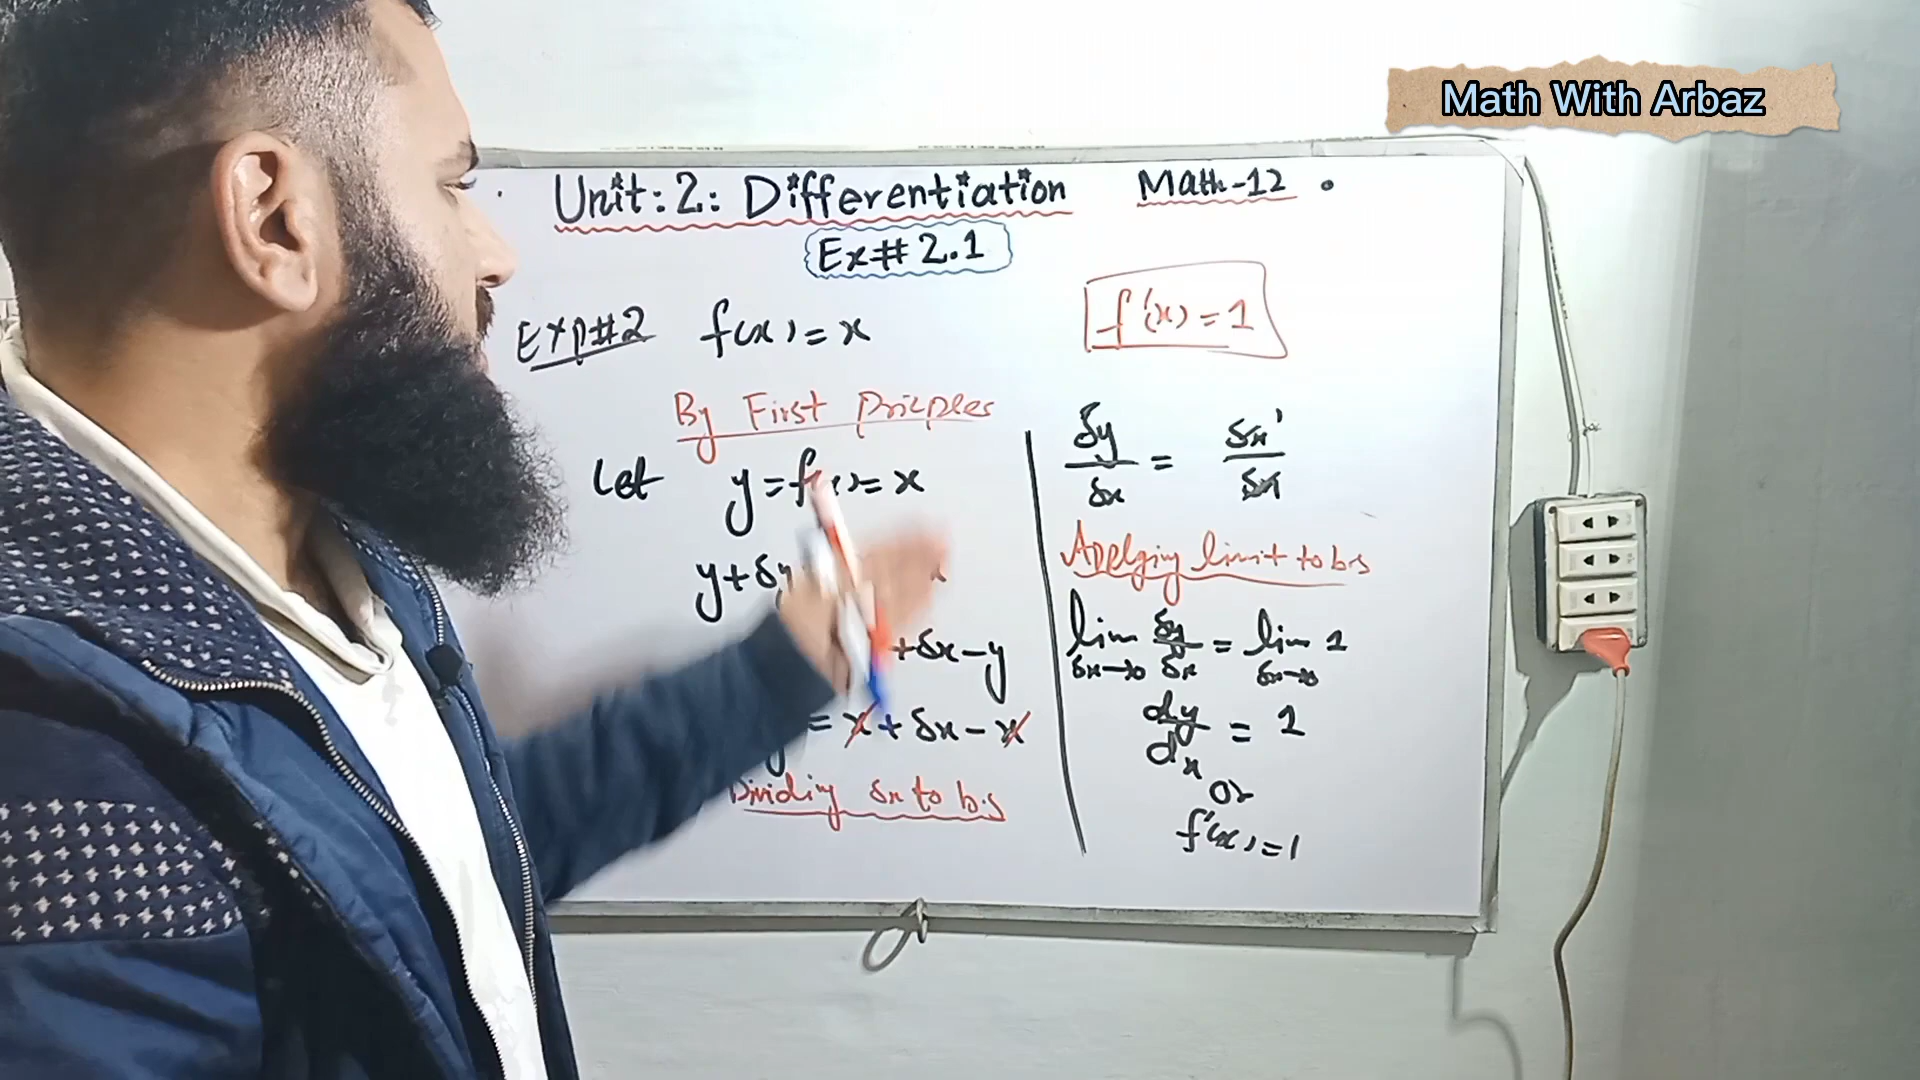 Math With Arbaz
Unit:2: Differentiation Math-12
Ex# 2.1
Exp#2 f(x)=x
f'(x)=1
By First Pricples
Let y=f()=x
y+δy x
+δx-y
= x+δx-x
Dividing δx to b.s
δy/δx = δx'/δx
Applying limit to b.s
lim δx→0 δy/δx = lim δx→0 1
dy/dx = 1
or
f'(x)=1